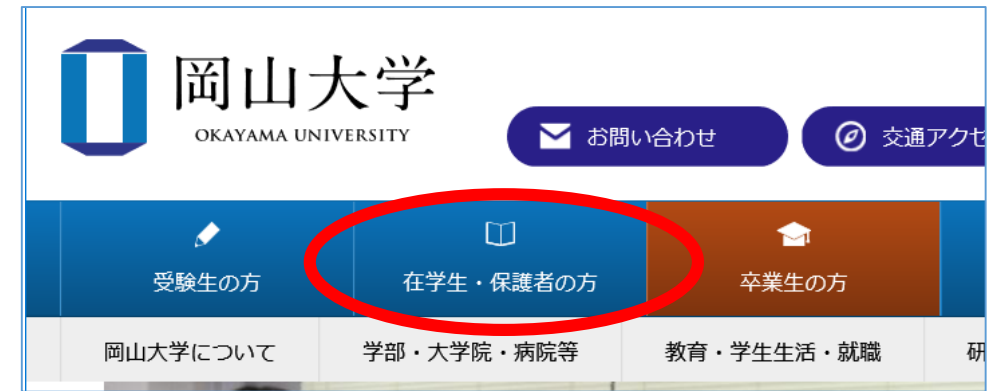 岡山大学
OKAYAMA UNIVERSITY
お問い合わせ
交通アクセ
受験生の方
在学生・保護者の方
卒業生の方
岡山大学について
学部・大学院・病院等
教育・学生生活・就職
研